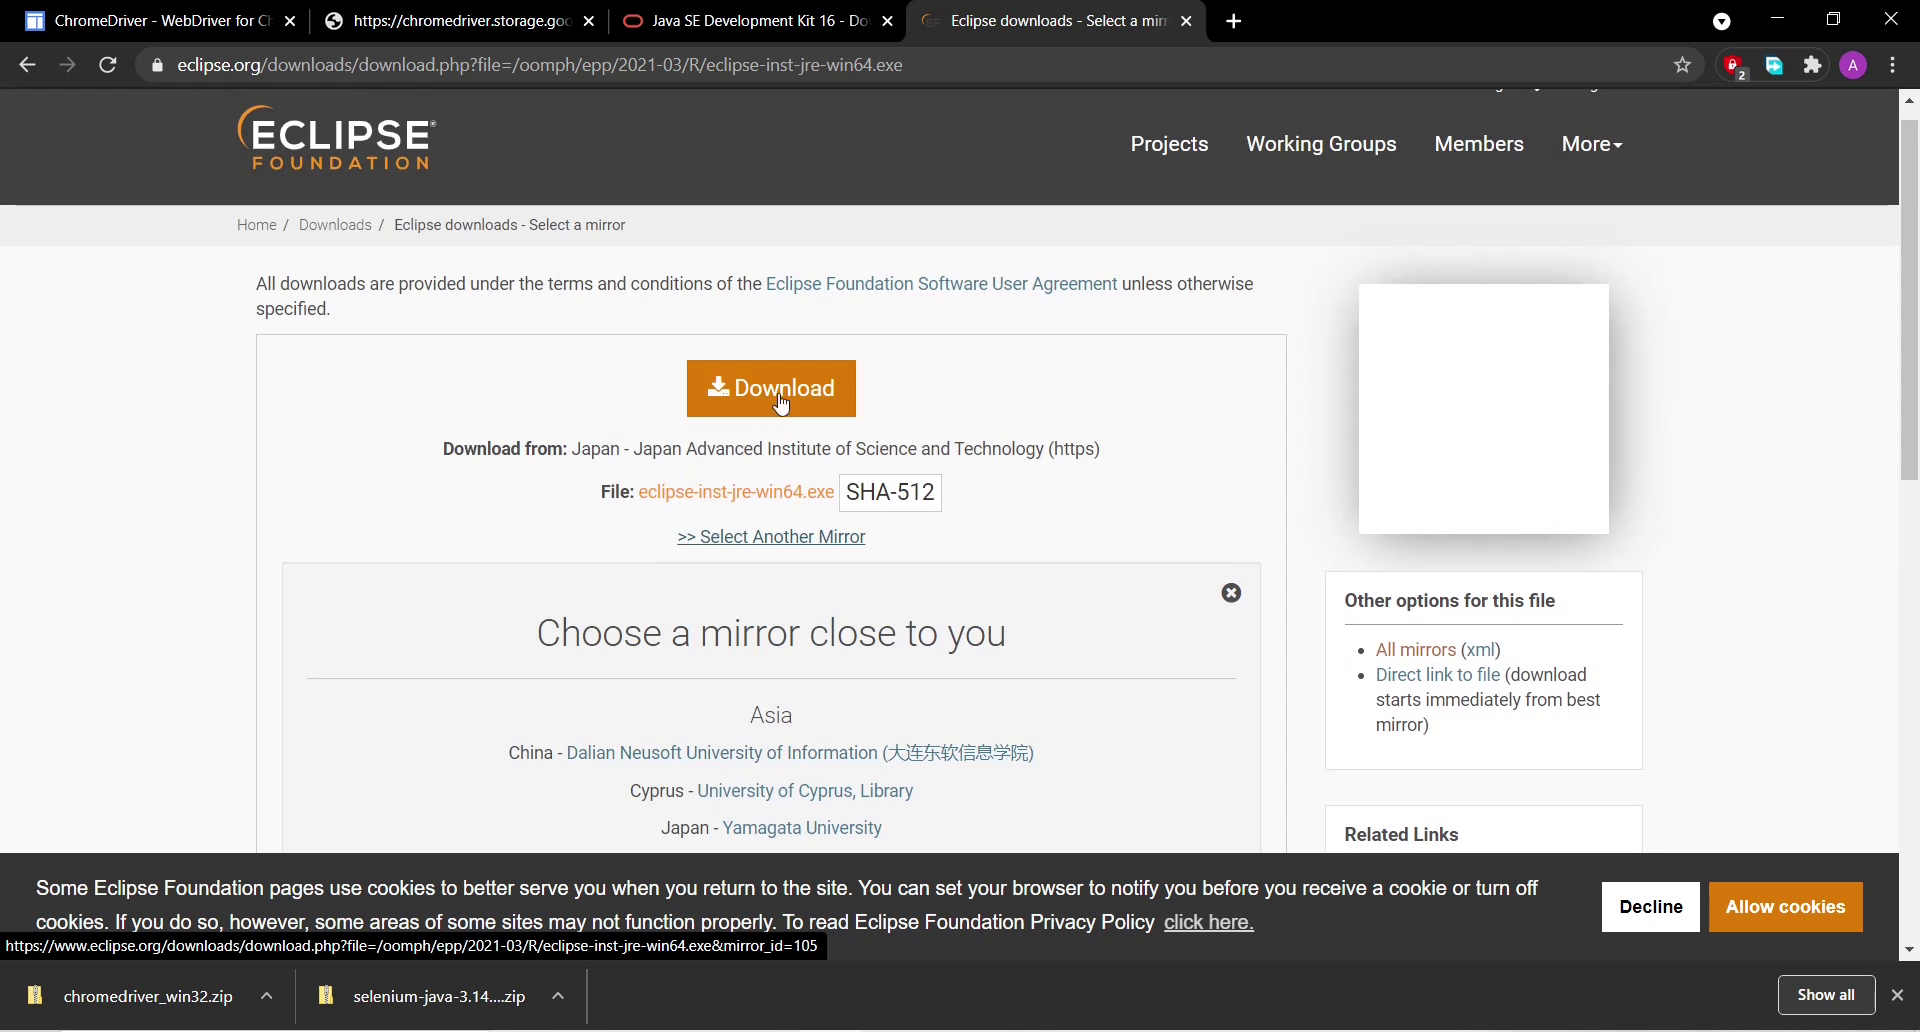 ChromeDriver - WebDriver for Ch
https://chromedriver.storage.goo
Java SE Development Kit 16 - Do
Eclipse downloads - Select a mirr
eclipse.org/downloads/download.php?file=/oomph/epp/2021-03/R/eclipse-inst-jre-win64.exe
2
A
ECLIPSE
FOUNDATION
Projects
Working Groups
Members
More
Home / Downloads / Eclipse downloads - Select a mirror
All downloads are provided under the terms and conditions of the Eclipse Foundation Software User Agreement unless otherwise
specified.
Download
Download from: Japan - Japan Advanced Institute of Science and Technology (https)
File: eclipse-inst-jre-win64.exe SHA-512
>> Select Another Mirror
Choose a mirror close to you
Asia
China - Dalian Neusoft University of Information (大连东软信息学院)
Cyprus - University of Cyprus, Library
Japan - Yamagata University
Other options for this file
All mirrors (xml)
Direct link to file (download
starts immediately from best
mirror)
Related Links
Some Eclipse Foundation pages use cookies to better serve you when you return to the site. You can set your browser to notify you before you receive a cookie or turn off
cookies. If you do so, however, some areas of some sites may not function properly. To read Eclipse Foundation Privacy Policy click here.
Decline
Allow cookies
https://www.eclipse.org/downloads/download.php?file=/oomph/epp/2021-03/R/eclipse-inst-jre-win64.exe&mirror_id=105
chromedriver_win32.zip
selenium-java-3.14....zip
Show all